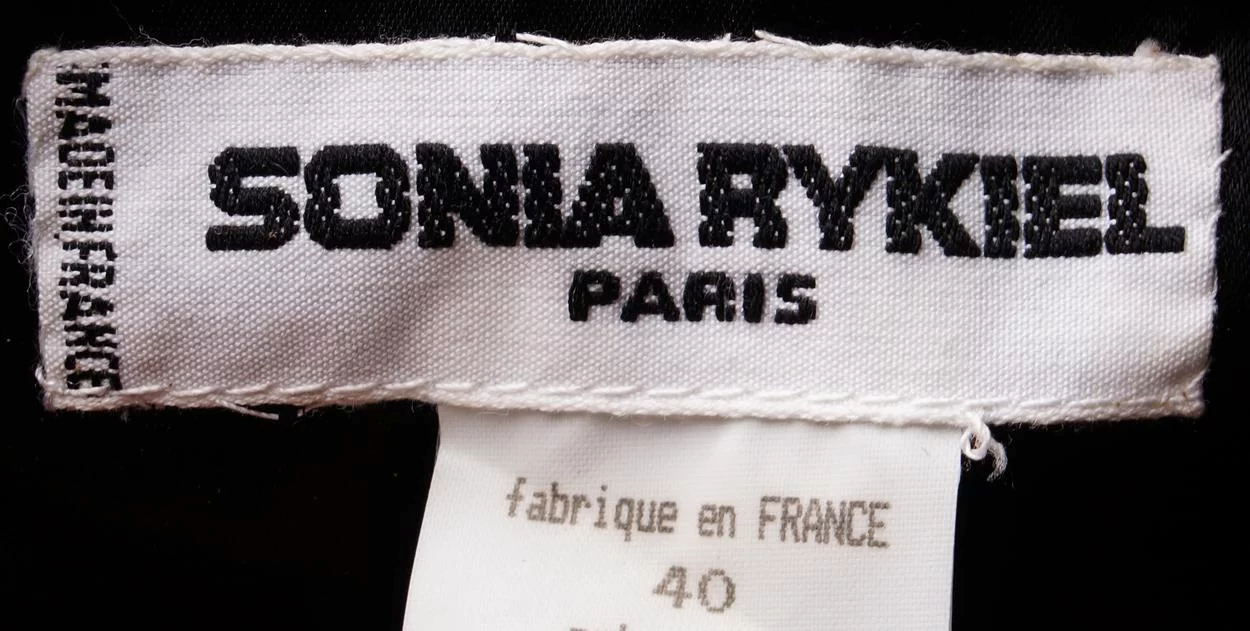 MADE IN FRANCE
SONIA RYKIEL
PARIS
fabrique en FRANCE
40